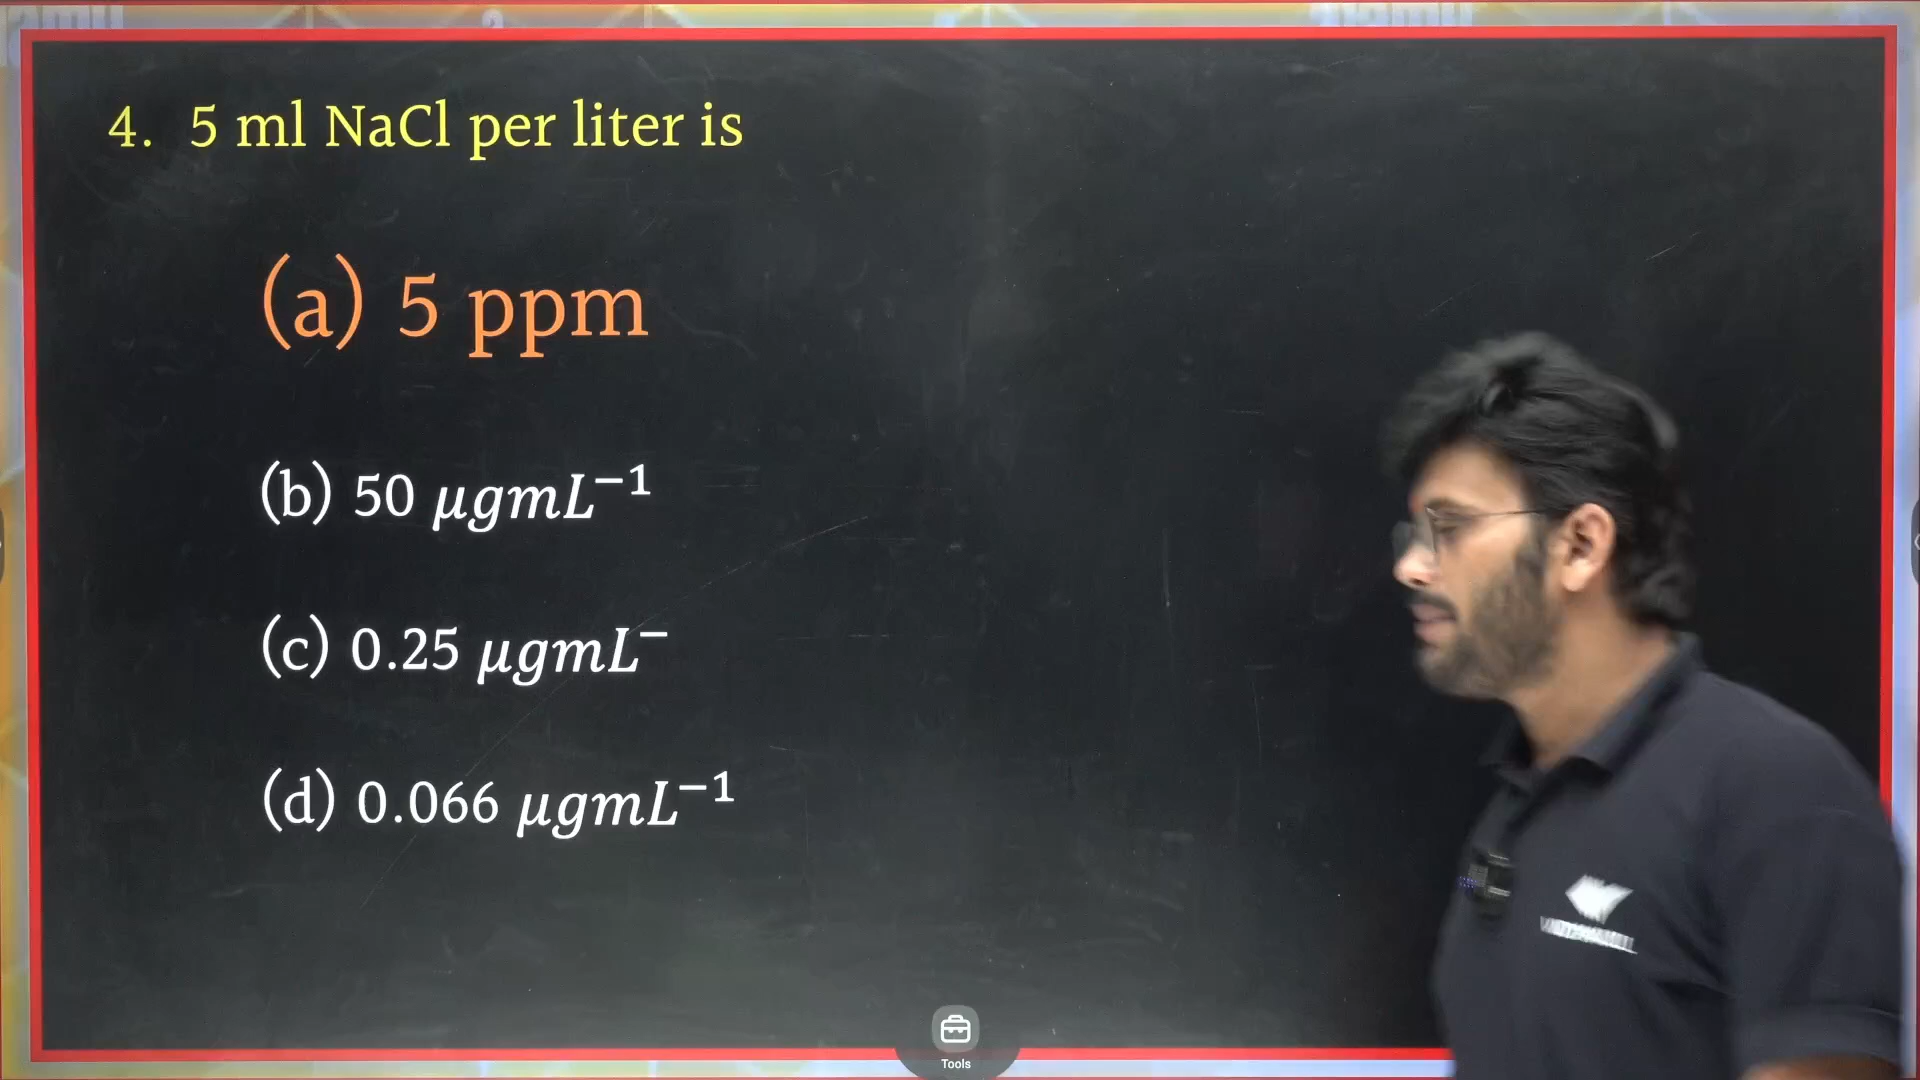 4. 5 ml NaCl per liter is
(a) 5 ppm
(b) 50 μgmL⁻¹
(c) 0.25 μgmL⁻
(d) 0.066 μgmL⁻¹
Tools